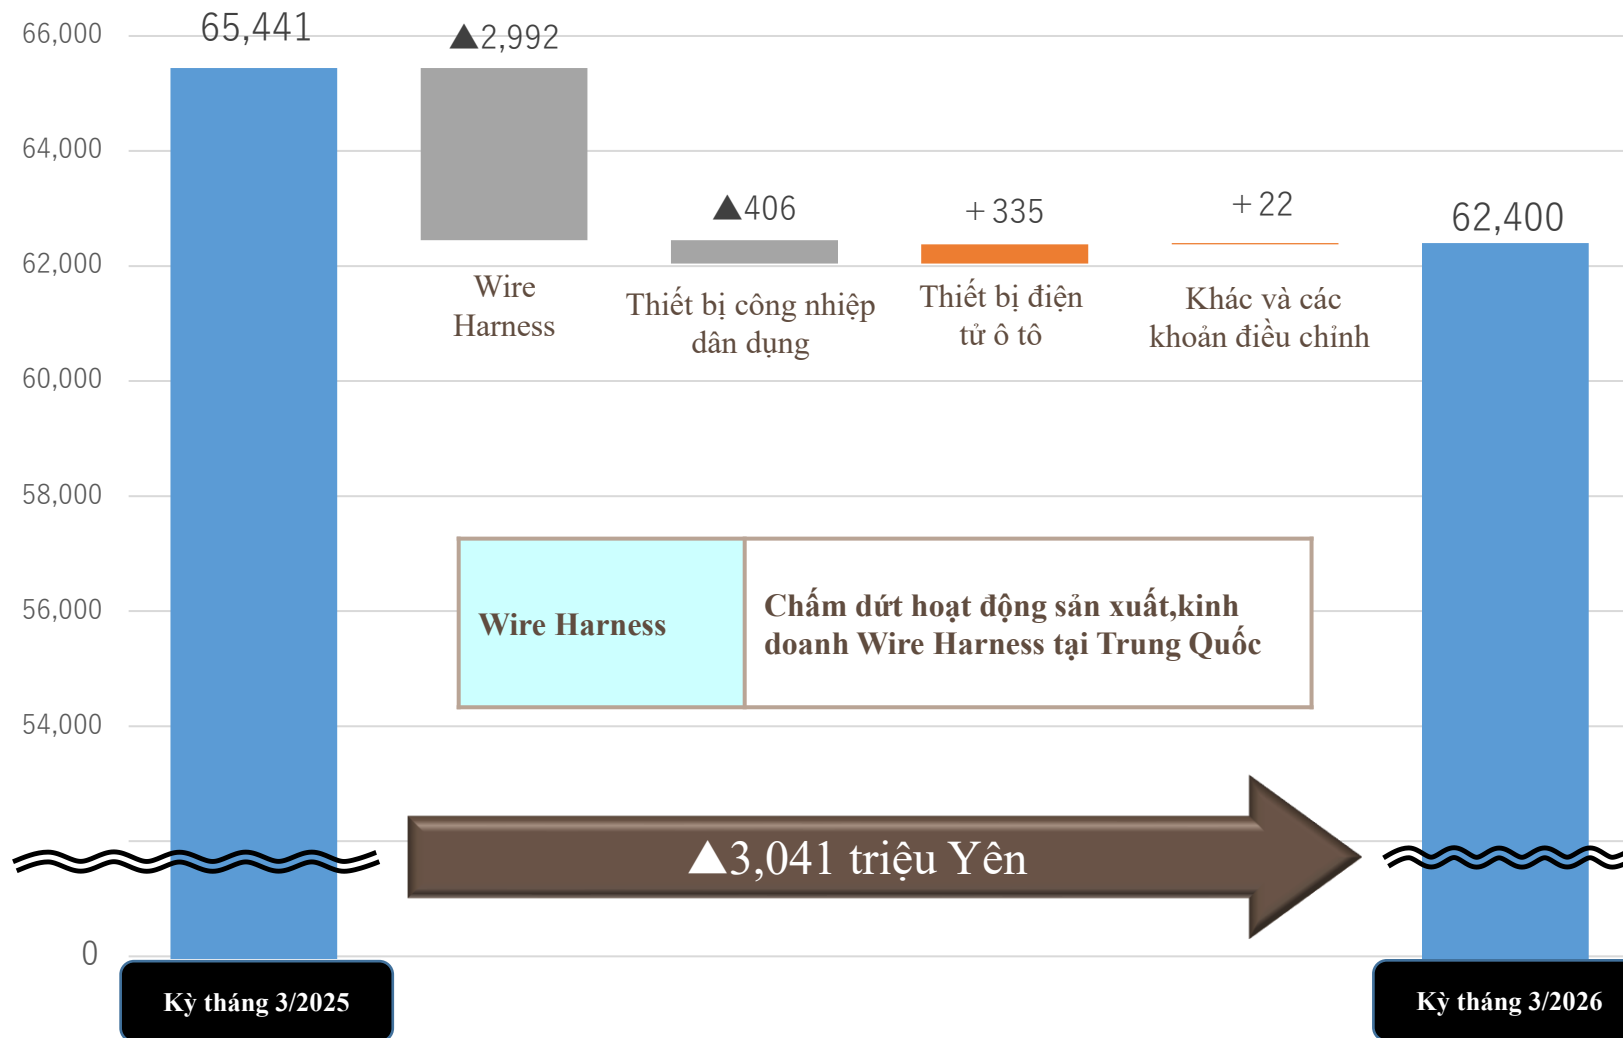 66,000
64,000
62,000
60,000
58,000
56,000
54,000
0
65,441
▲2,992
▲406
+335
+22
62,400
Wire
Harness
Thiết bị công nhiệp
dân dụng
Thiết bị điện
tử ô tô
Khác và các
khoản điều chỉnh
Wire Harness
Chấm dứt hoạt động sản xuất,kinh
doanh Wire Harness tại Trung Quốc
▲3,041 triệu Yên
Kỳ tháng 3/2025
Kỳ tháng 3/2026